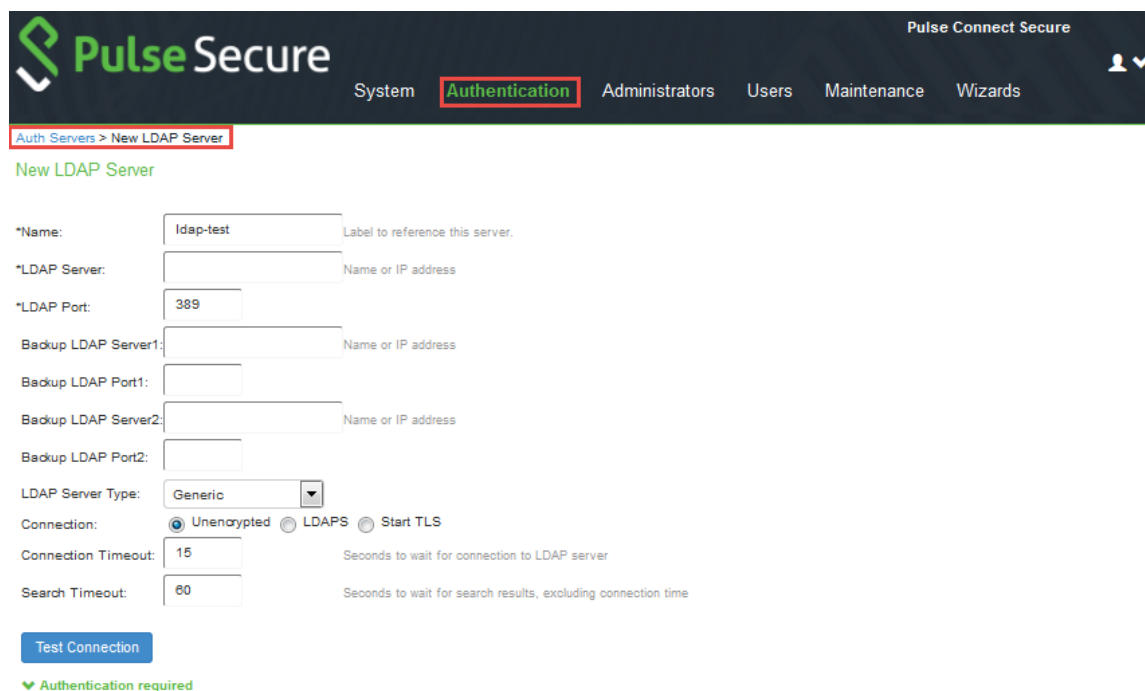 Pulse Connect Secure
Pulse Secure
System Authentication Administrators Users Maintenance Wizards
Auth Servers > New LDAP Server
New LDAP Server
*Name: ldap-test Label to reference this server.
*LDAP Server: Name or IP address
*LDAP Port: 389
Backup LDAP Server1: Name or IP address
Backup LDAP Port1:
Backup LDAP Server2: Name or IP address
Backup LDAP Port2:
LDAP Server Type: Generic
Connection: Unencrypted LDAPS Start TLS
Connection Timeout: 15 Seconds to wait for connection to LDAP server
Search Timeout: 60 Seconds to wait for search results, excluding connection time
Test Connection
Authentication required